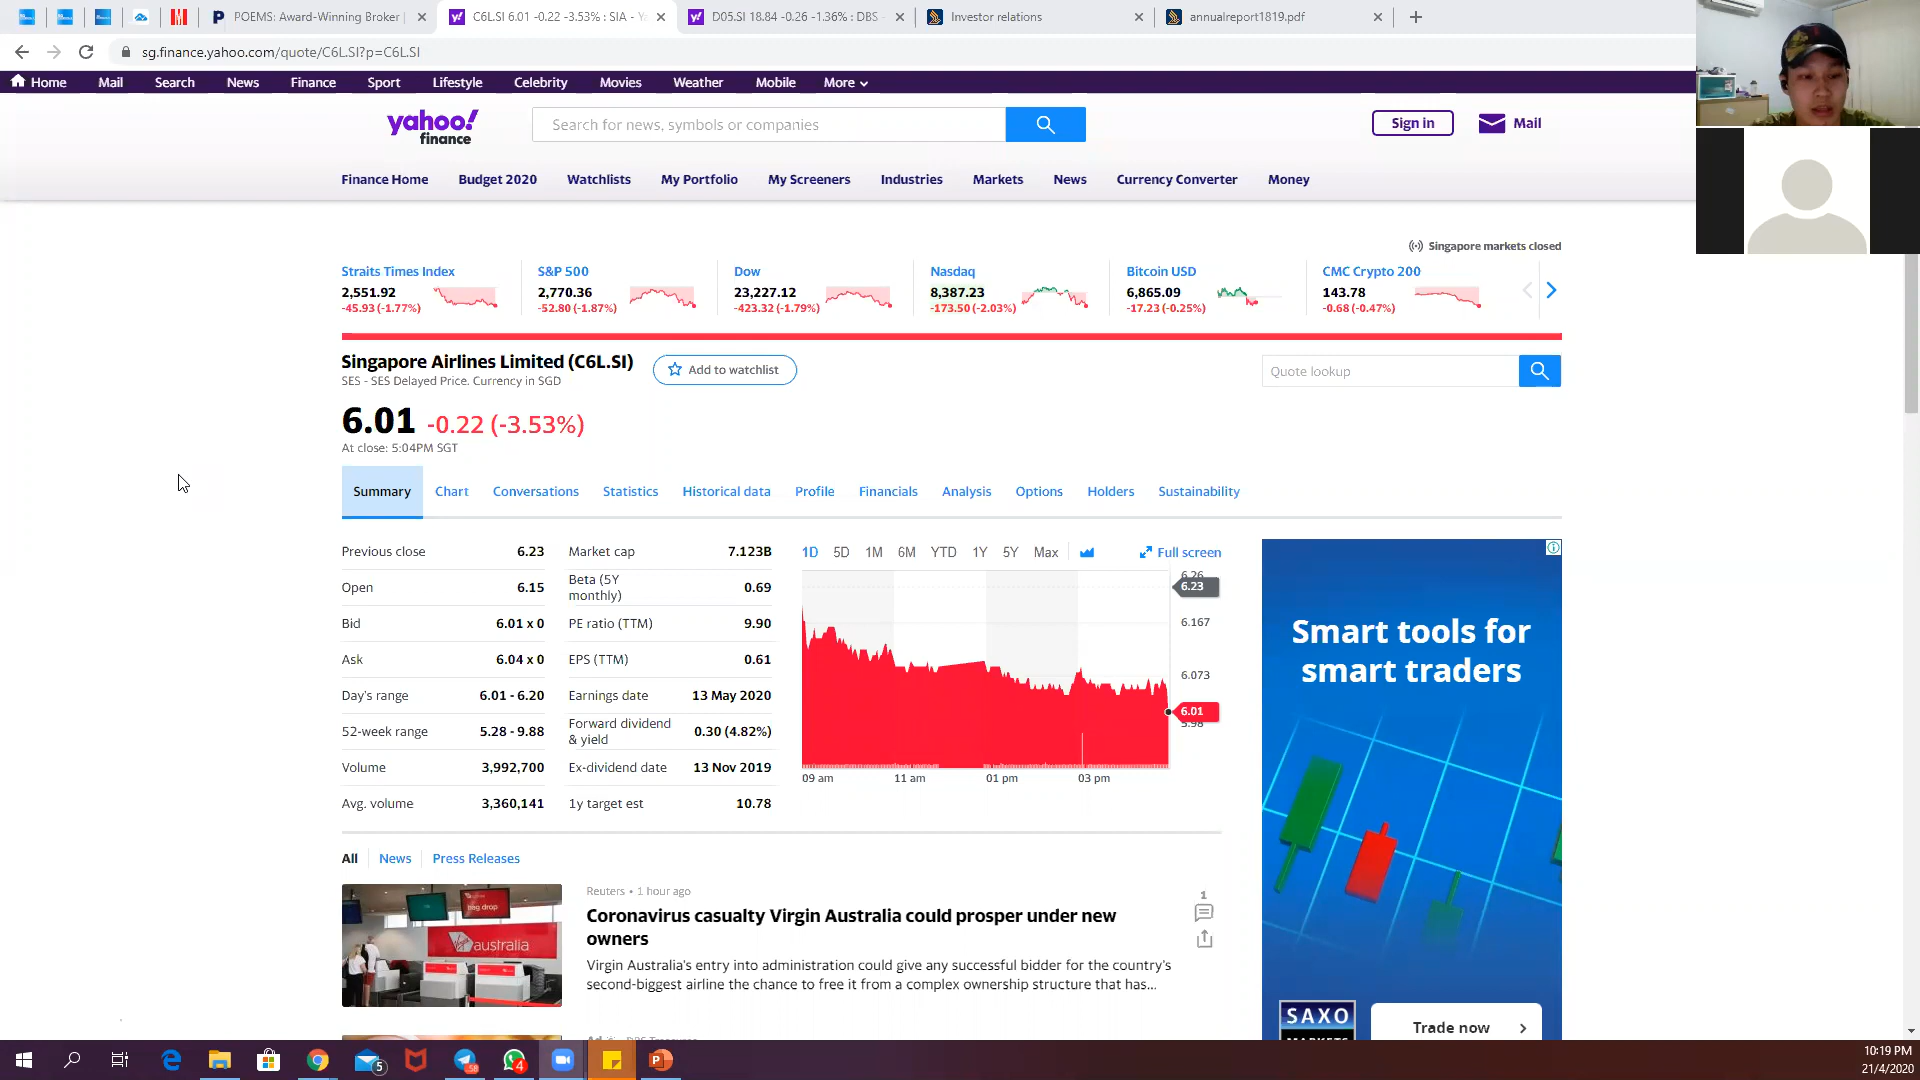 POEMS: Award-Winning Broker |
C6L.SI 6.01 -0.22 -3.53% : SIA - Y
D05.SI 18.84 -0.26 -1.36% : DBS -
Investor relations
annualreport1819.pdf
sg.finance.yahoo.com/quote/C6L.SI?p=C6L.SI
Home Mail Search News Finance Sport Lifestyle Celebrity Movies Weather Mobile More
yahoo! finance
Search for news, symbols or companies
Sign in
Mail
Finance Home Budget 2020 Watchlists My Portfolio My Screeners Industries Markets News Currency Converter Money
Singapore markets closed
Straits Times Index
2,551.92
-45.93 (-1.77%)
S&P 500
2,770.36
-52.80 (-1.87%)
Dow
23,227.12
-423.32 (-1.79%)
Nasdaq
8,387.23
-173.50 (-2.03%)
Bitcoin USD
6,865.09
-17.23 (-0.25%)
CMC Crypto 200
143.78
-0.68 (-0.47%)
Singapore Airlines Limited (C6L.SI)
SES - SES Delayed Price. Currency in SGD
Add to watchlist
Quote lookup
6.01 -0.22 (-3.53%)
At close: 5:04PM SGT
Summary Chart Conversations Statistics Historical data Profile Financials Analysis Options Holders Sustainability
Previous close 6.23
Open 6.15
Bid 6.01 x 0
Ask 6.04 x 0
Day's range 6.01 - 6.20
52-week range 5.28 - 9.88
Volume 3,992,700
Avg. volume 3,360,141
Market cap 7.123B
Beta (5Y monthly) 0.69
PE ratio (TTM) 9.90
EPS (TTM) 0.61
Earnings date 13 May 2020
Forward dividend & yield 0.30 (4.82%)
Ex-dividend date 13 Nov 2019
1y target est 10.78
1D 5D 1M 6M YTD 1Y 5Y Max
Full screen
6.26
6.23
6.167
6.073
6.01
5.98
09 am 11 am 01 pm 03 pm
Smart tools for
smart traders
SAXO
MARKETS
Trade now
All News Press Releases
Reuters • 1 hour ago
Coronavirus casualty Virgin Australia could prosper under new
owners
Virgin Australia's entry into administration could give any successful bidder for the country's
second-biggest airline the chance to free it from a complex ownership structure that has...
1
bag drop
australia
5
58
4
10:19 PM
21/4/2020